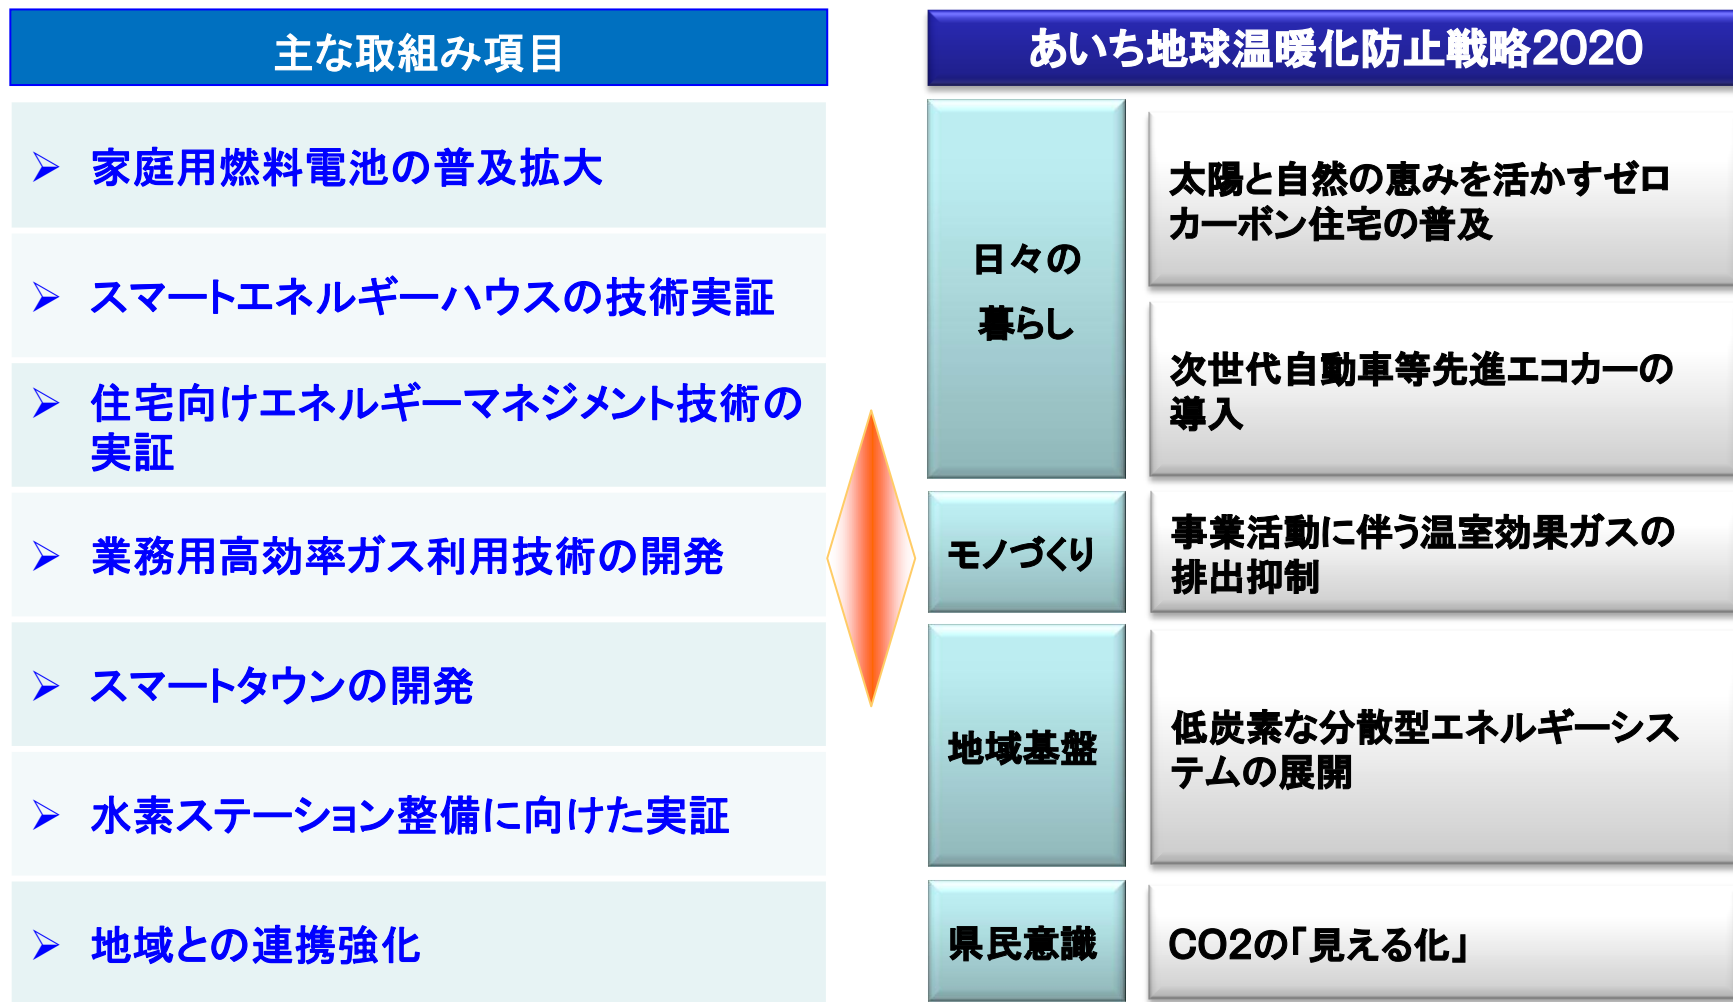 主な取組み項目
➢ 家庭用燃料電池の普及拡大
➢ スマートエネルギーハウスの技術実証
➢ 住宅向けエネルギーマネジメント技術の
実証
➢ 業務用高効率ガス利用技術の開発
➢ スマートタウンの開発
➢ 水素ステーション整備に向けた実証
➢ 地域との連携強化
あいち地球温暖化防止戦略2020
日々の
暮らし
太陽と自然の恵みを活かすゼロ
カーボン住宅の普及
次世代自動車等先進エコカーの
導入
モノづくり
事業活動に伴う温室効果ガスの
排出抑制
地域基盤
低炭素な分散型エネルギーシス
テムの展開
県民意識
CO2の「見える化」